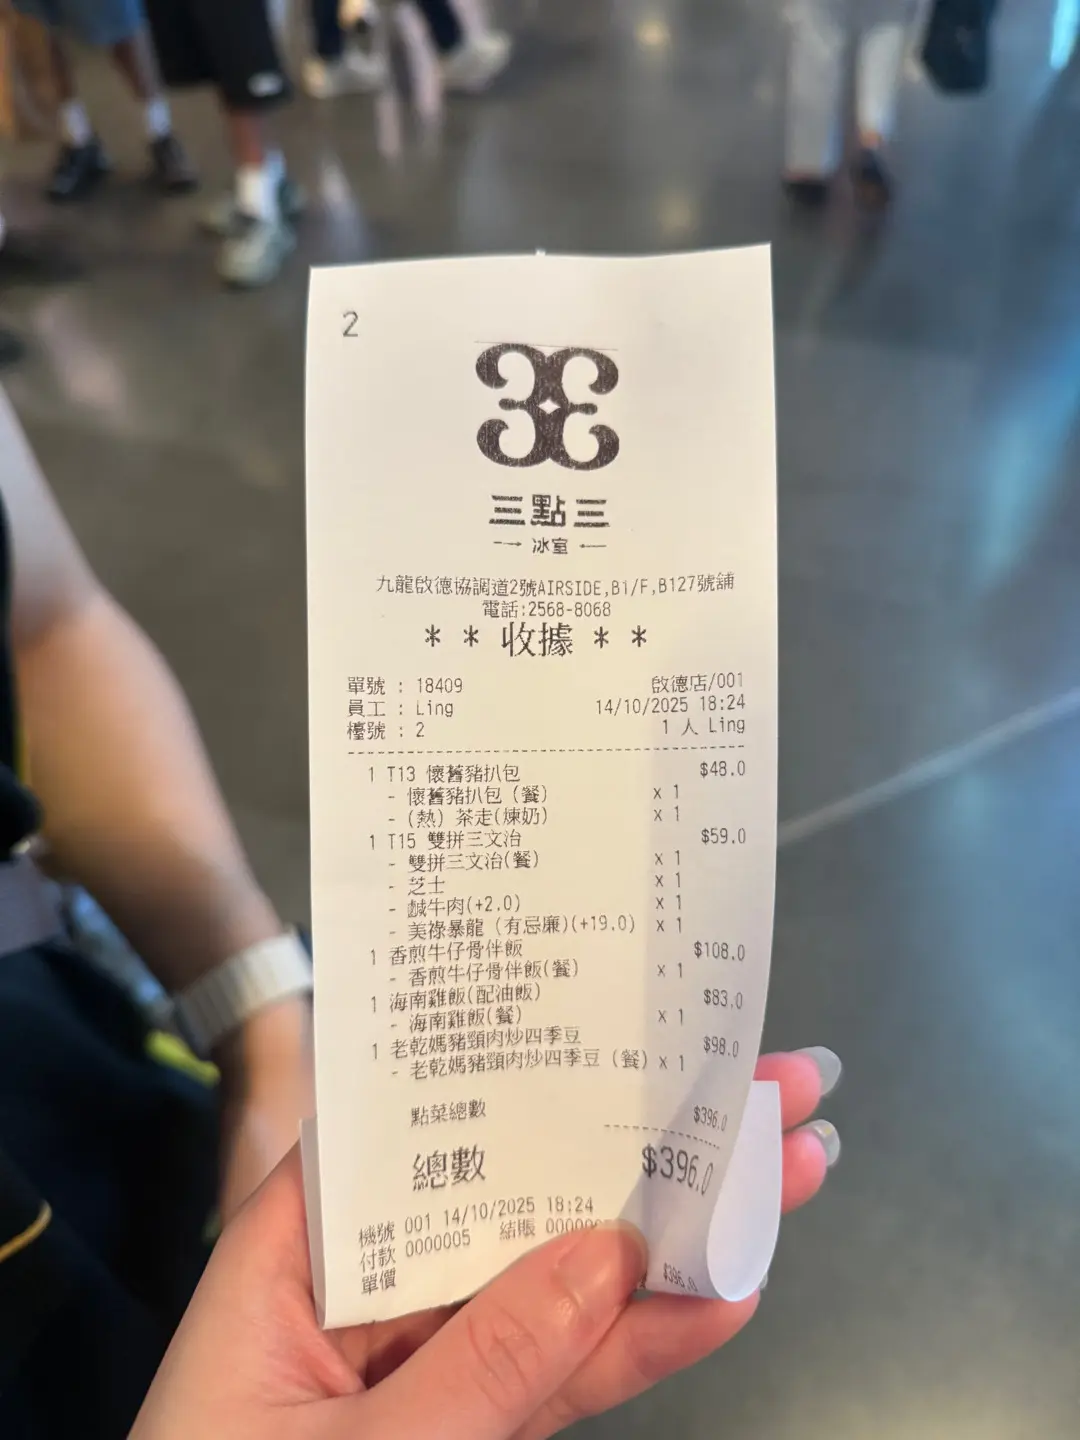 2
三點三
冰室
九龍啟德協調道2號AIRSIDE,B1/F,B127號舖
電話:2568-8068
* * 收據 * *
單號 : 18409 啟德店/001
員工 : Ling 14/10/2025 18:24
檯號 : 2 1 人 Ling
1 T13 懷舊豬扒包 $48.0
- 懷舊豬扒包 (餐) x 1
- (熱) 茶走(煉奶) x 1
1 T15 雙拼三文治 $59.0
- 雙拼三文治(餐) x 1
- 芝士 x 1
- 鹹牛肉(+2.0) x 1
- 美祿暴龍 (有忌廉)(+19.0) x 1
1 香煎牛仔骨伴飯 $108.0
- 香煎牛仔骨伴飯(餐) x 1
1 海南雞飯(配油飯) $83.0
- 海南雞飯(餐) x 1
1 老乾媽豬頸肉炒四季豆 $98.0
- 老乾媽豬頸肉炒四季豆 (餐) x 1
點菜總數 $396.0
總數 $396.0
機號 001 14/10/2025 18:24
付款 0000005 結賬
單價 $396.0